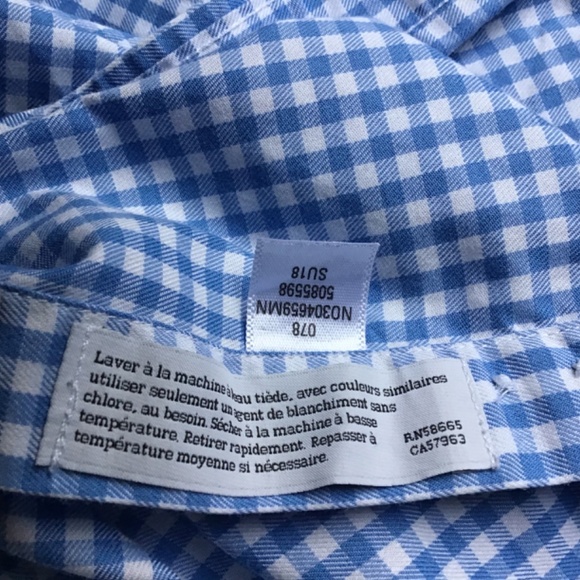 078
NO304659MN
5085598
SU18
Laver à la machine à eau tiède, avec couleurs similaires
utiliser seulement un agent de blanchiment sans
chlore, au besoin. Sécher à la machine à basse
température. Retirer rapidement. Repasser à
température moyenne si nécessaire.
RN58665
CA57963